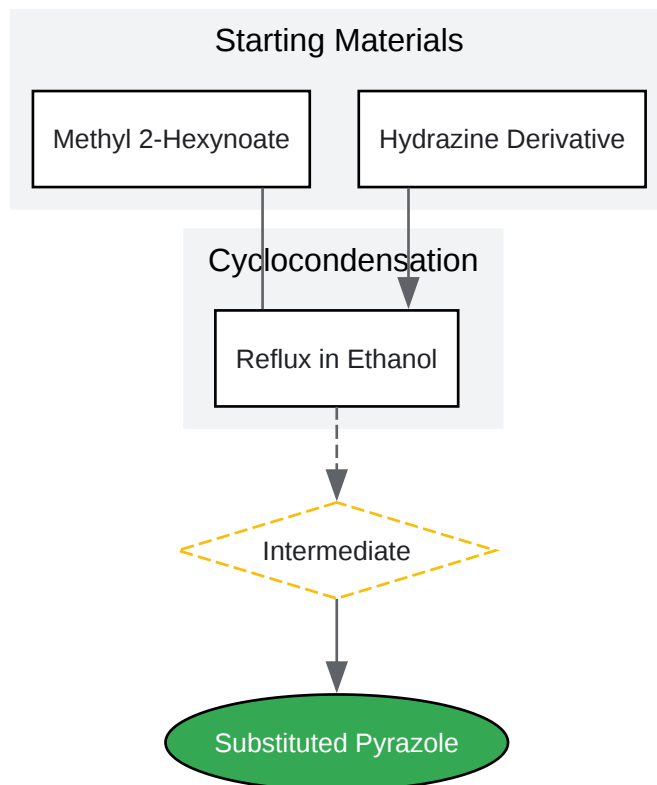 Starting Materials
Methyl 2-Hexynoate
Hydrazine Derivative
Cyclocondensation
Reflux in Ethanol
Intermediate
Substituted Pyrazole